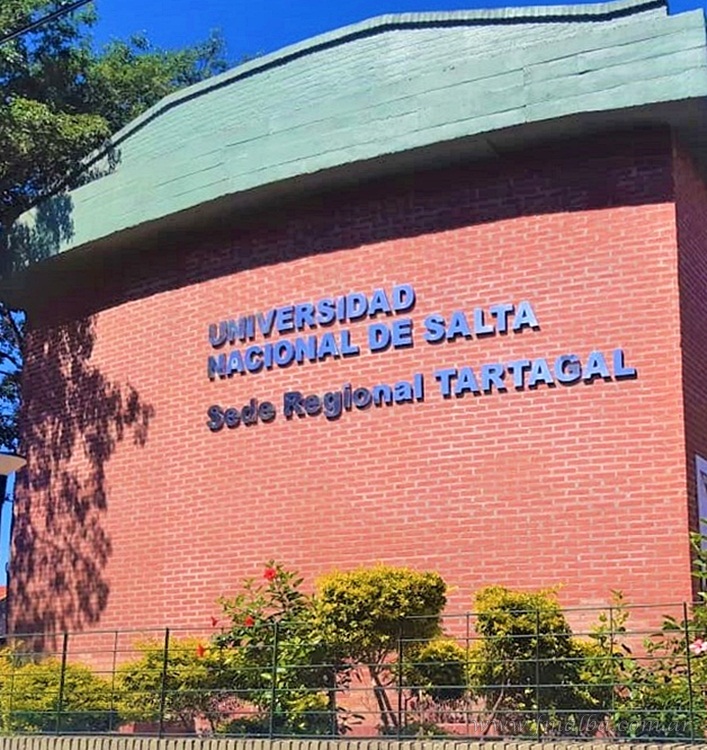 UNIVERSIDAD
NACIONAL DE SALTA
Sede Regional TARTAGAL